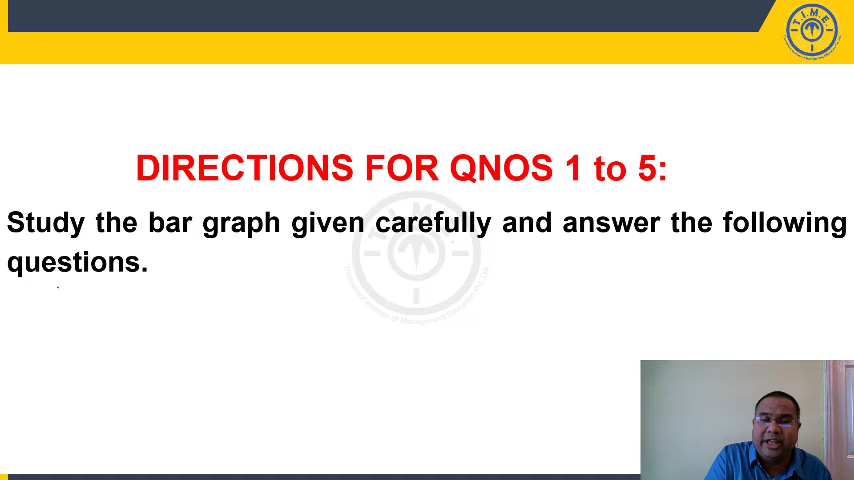 T.I.M.E.
DIRECTIONS FOR QNOS 1 to 5:
Study the bar graph given carefully and answer the following
questions.